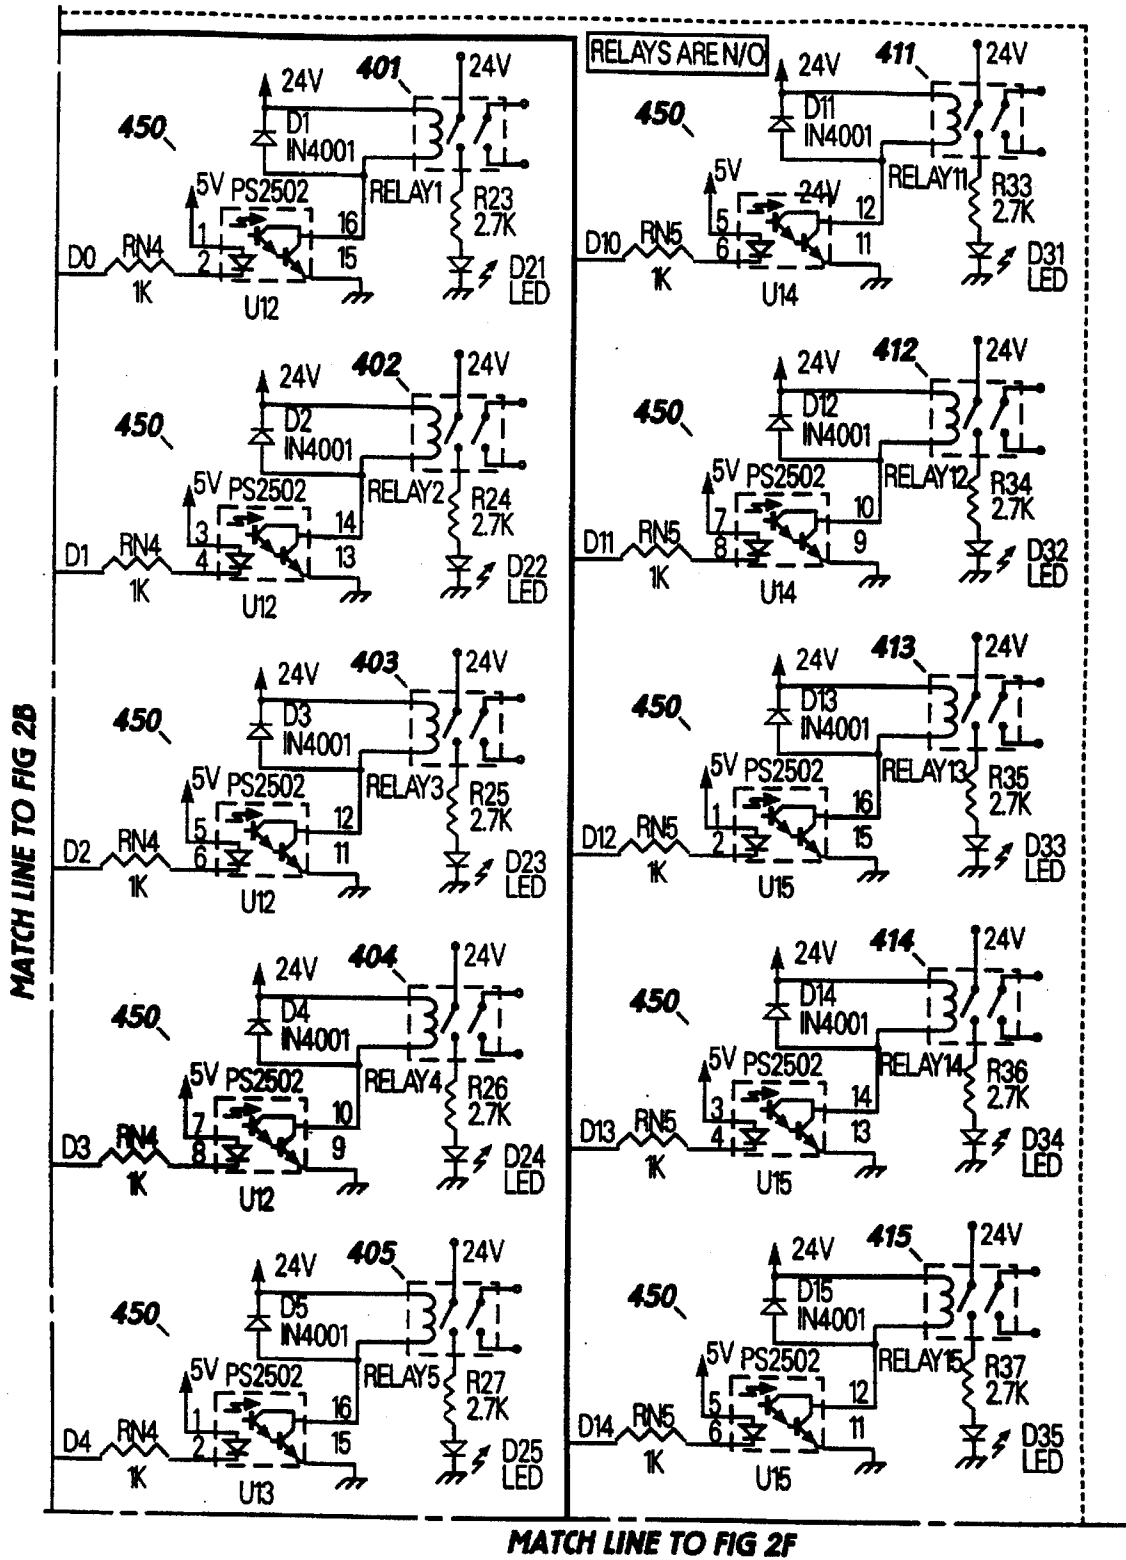 RELAYS ARE N/O
24V
401
24V
450
D1
IN4001
5V
PS2502
RELAY1
R23
2.7K
1
16
D0
RN4
2
15
1K
U12
D21
LED
24V
402
24V
450
D2
IN4001
5V
PS2502
RELAY2
R24
2.7K
3
14
D1
RN4
4
13
1K
U12
D22
LED
24V
403
24V
450
D3
IN4001
5V
PS2502
RELAY3
R25
2.7K
5
12
D2
RN4
6
11
1K
U12
D23
LED
24V
404
24V
450
D4
IN4001
5V
PS2502
RELAY4
R26
2.7K
7
10
D3
RN4
8
9
1K
U12
D24
LED
24V
405
24V
450
D5
IN4001
5V
PS2502
RELAY5
R27
2.7K
1
16
D4
RN4
2
15
1K
U13
D25
LED
24V
411
24V
450
D11
IN4001
5V
24V
RELAY11
R33
2.7K
5
12
D10
RN5
6
11
1K
U14
D31
LED
24V
412
24V
450
D12
IN4001
5V
PS2502
RELAY12
R34
2.7K
7
10
D11
RN5
8
9
1K
U14
D32
LED
24V
413
24V
450
D13
IN4001
5V
PS2502
RELAY13
R35
2.7K
1
16
D12
RN5
2
15
1K
U15
D33
LED
24V
414
24V
450
D14
IN4001
5V
PS2502
RELAY14
R36
2.7K
3
14
D13
RN5
4
13
1K
U15
D34
LED
24V
415
24V
450
D15
IN4001
5V
PS2502
RELAY15
R37
2.7K
5
12
D14
RN5
6
11
1K
U15
D35
LED
MATCH LINE TO FIG 2B
MATCH LINE TO FIG 2F